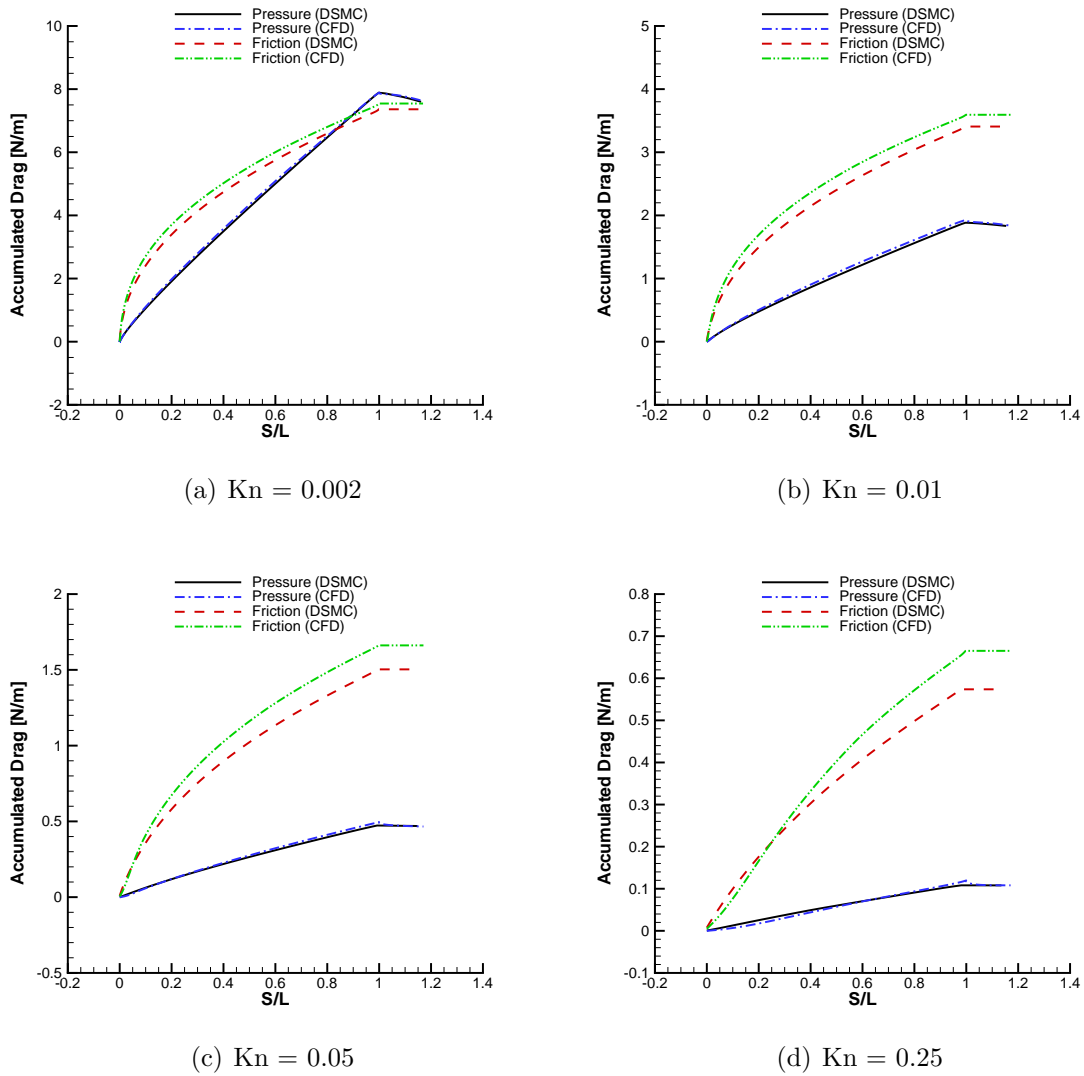 Pressure (DSMC)
Pressure (CFD)
Friction (DSMC)
Friction (CFD)
Accumulated Drag [N/m]
10
8
6
4
2
0
-2
-0.2 0 0.2 0.4 0.6 0.8 1 1.2 1.4
S/L
(a) Kn = 0.002
Pressure (DSMC)
Pressure (CFD)
Friction (DSMC)
Friction (CFD)
Accumulated Drag [N/m]
5
4
3
2
1
0
-1
-0.2 0 0.2 0.4 0.6 0.8 1 1.2 1.4
S/L
(b) Kn = 0.01
Pressure (DSMC)
Pressure (CFD)
Friction (DSMC)
Friction (CFD)
Accumulated Drag [N/m]
2
1.5
1
0.5
0
-0.5
-0.2 0 0.2 0.4 0.6 0.8 1 1.2 1.4
S/L
(c) Kn = 0.05
Pressure (DSMC)
Pressure (CFD)
Friction (DSMC)
Friction (CFD)
Accumulated Drag [N/m]
0.8
0.7
0.6
0.5
0.4
0.3
0.2
0.1
0
-0.1
-0.2 0 0.2 0.4 0.6 0.8 1 1.2 1.4
S/L
(d) Kn = 0.25